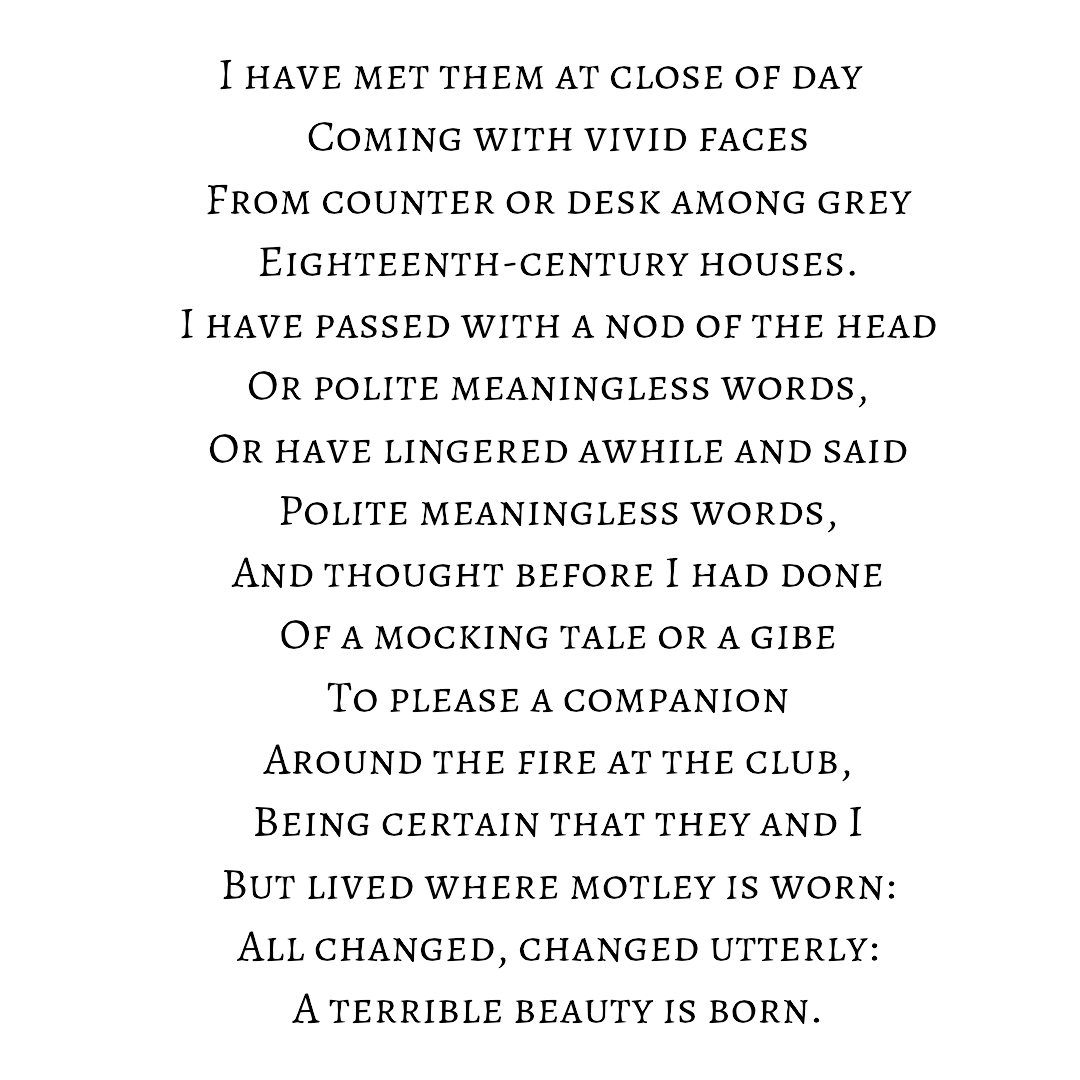 I have met them at close of day
Coming with vivid faces
From counter or desk among grey
Eighteenth-century houses.
I have passed with a nod of the head
Or polite meaningless words,
Or have lingered awhile and said
Polite meaningless words,
And thought before I had done
Of a mocking tale or a gibe
To please a companion
Around the fire at the club,
Being certain that they and I
But lived where motley is worn:
All changed, changed utterly:
A terrible beauty is born.